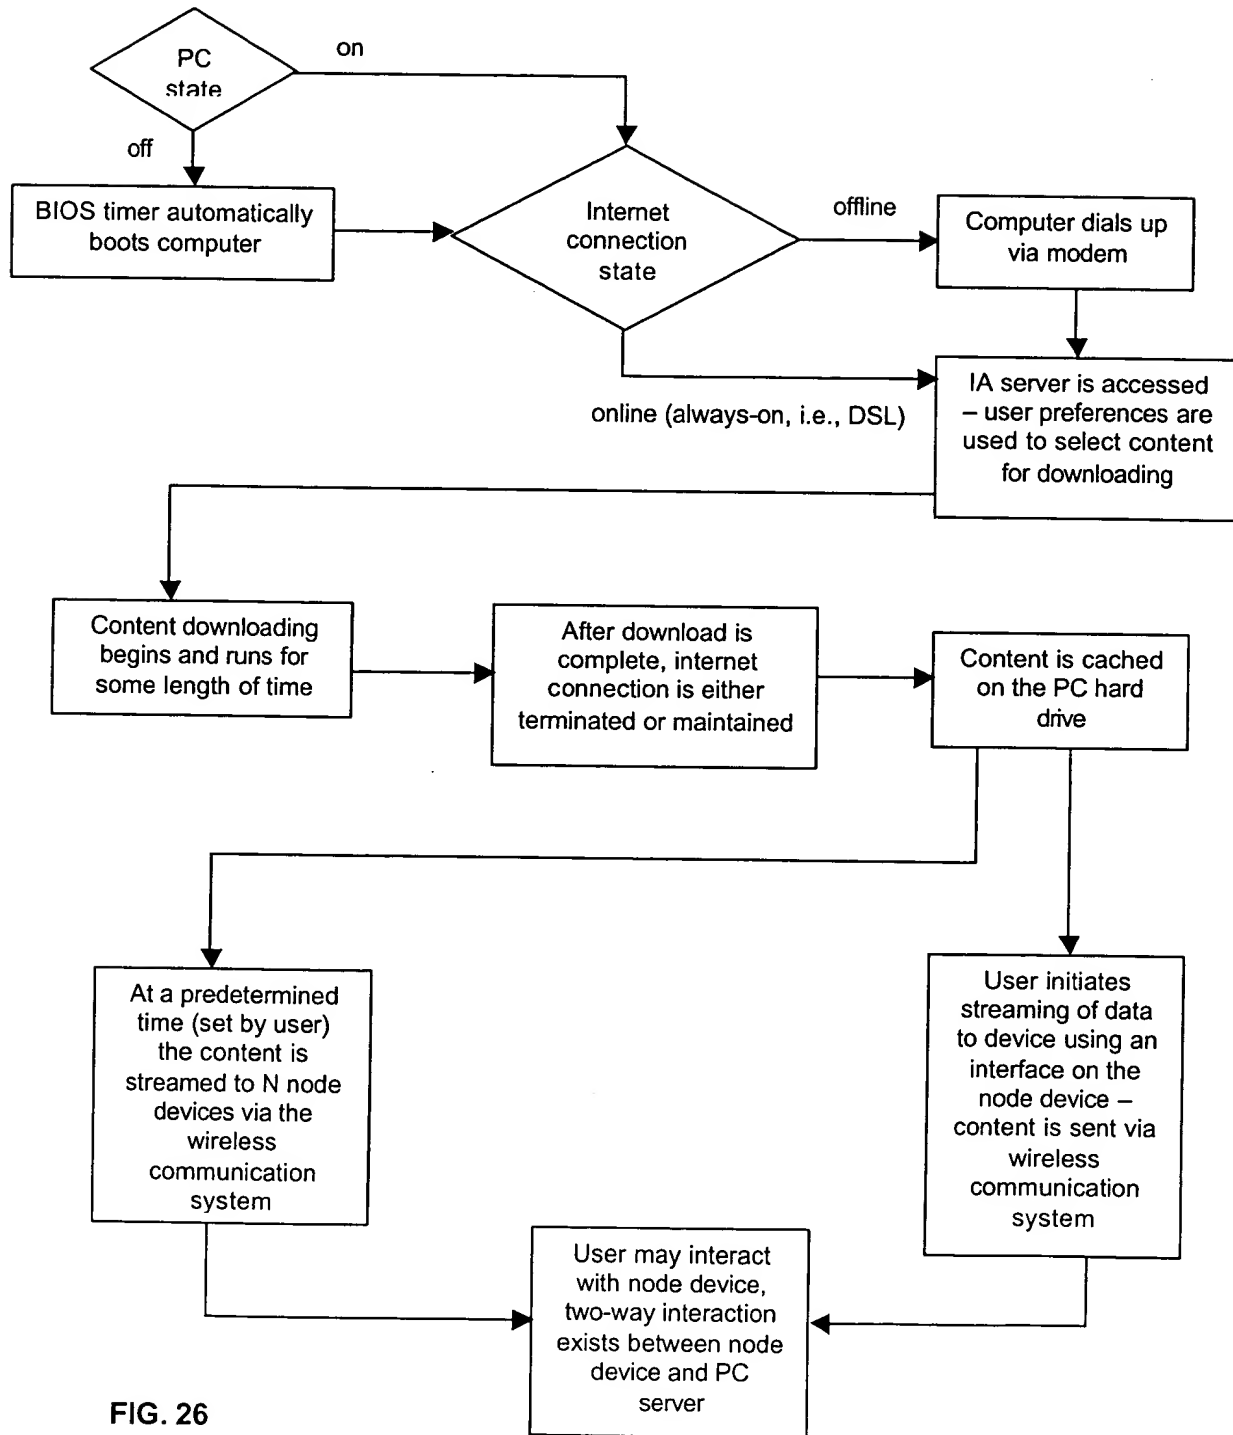 PC
state
on
off
BIOS timer automatically
boots computer
Internet
connection
state
offline
Computer dials up
via modem
online (always-on, i.e., DSL)
IA server is accessed
– user preferences are
used to select content
for downloading
Content downloading
begins and runs for
some length of time
After download is
complete, internet
connection is either
terminated or maintained
Content is cached
on the PC hard
drive
At a predetermined
time (set by user)
the content is
streamed to N node
devices via the
wireless
communication
system
User initiates
streaming of data
to device using an
interface on the
node device –
content is sent via
wireless
communication
system
User may interact
with node device,
two-way interaction
exists between node
device and PC
server
FIG. 26